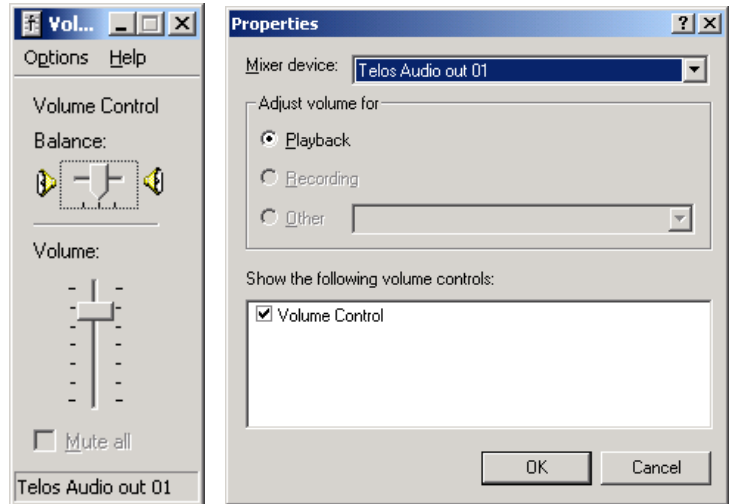 Vol...
Options Help
Volume Control
Balance:
Volume:
Mute all
Telos Audio out 01
Properties
Mixer device: Telos Audio out 01
Adjust volume for
Playback
Recording
Other
Show the following volume controls:
Volume Control
OK Cancel